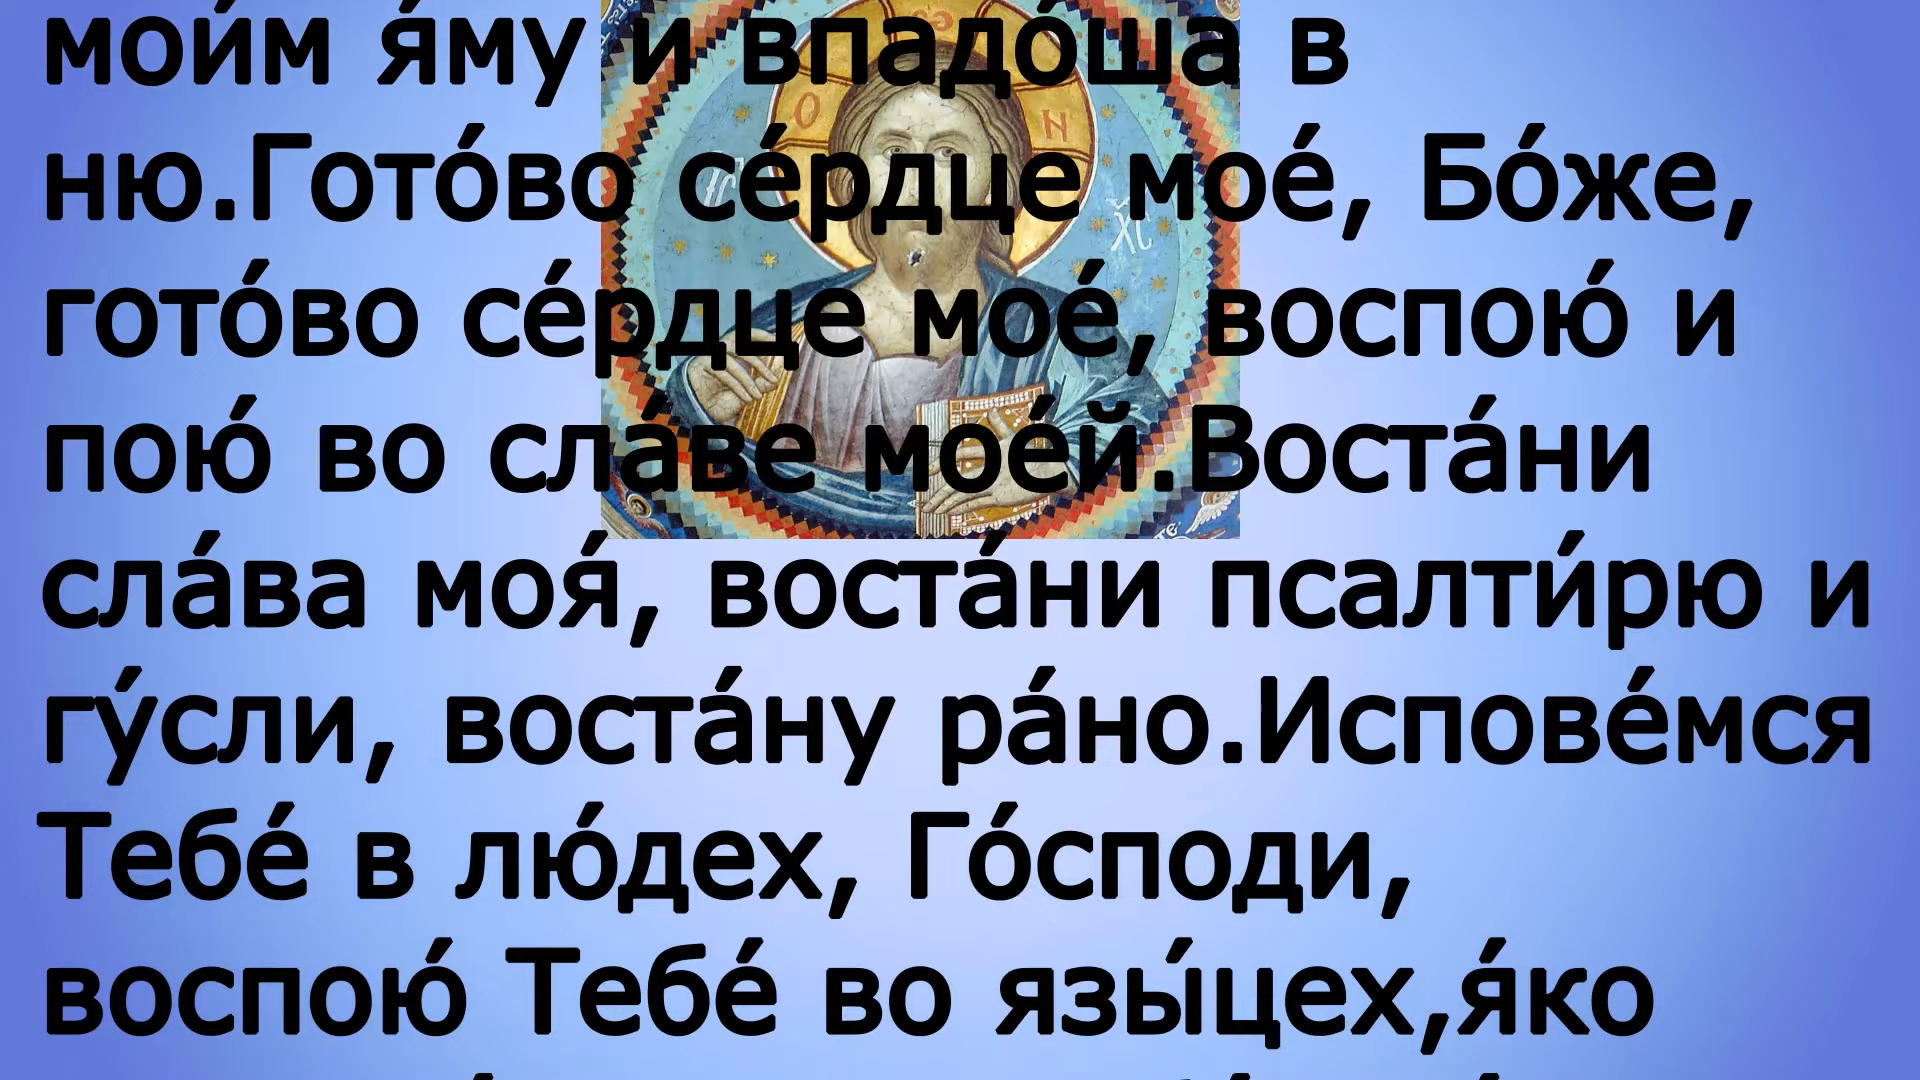 мои́м я́му и впадо́ша в
ню.Гото́во се́рдце мое́, Бо́же,
гото́во се́рдце мое́, воспою́ и
пою́ во сла́ве мое́й.Воста́ни
сла́ва моя́, воста́ни псалти́рю и
гу́сли, воста́ну ра́но.Испове́мся
Тебе́ в лю́дех, Го́споди,
воспою́ Тебе́ во язы́цех,я́ко